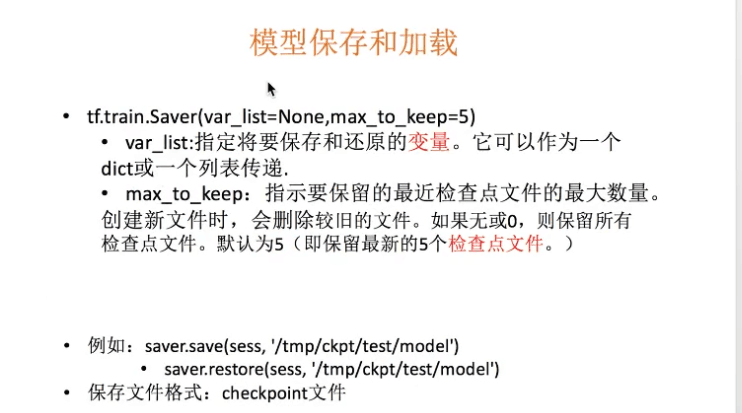 模型保存和加载
• tf.train.Saver(var_list=None,max_to_keep=5)
• var_list:指定将要保存和还原的变量。它可以作为一个
dict或一个列表传递.
• max_to_keep：指示要保留的最近检查点文件的最大数量。
创建新文件时，会删除较旧的文件。如果无或0，则保留所有
检查点文件。默认为5（即保留最新的5个检查点文件。）
• 例如：saver.save(sess, '/tmp/ckpt/test/model')
• saver.restore(sess, '/tmp/ckpt/test/model')
• 保存文件格式：checkpoint文件